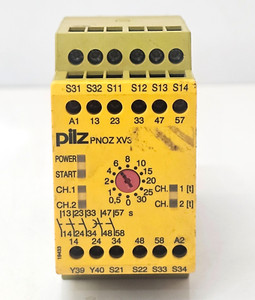 S31 S32 S11 S12 S13 S14
A1 13 23 33 47 57
pilz PNOZ XV3
POWER
START
CH.1
CH.2
0 0,5 1 1,5 2 4 6 8 10 15 20 25 30
s
CH. 1 [t]
2 [t]
|13|23|33 |47|57
|14|24|34 |48|58
14 24 34 48 58 A2
Y39 Y40 S21 S22 S33 S34